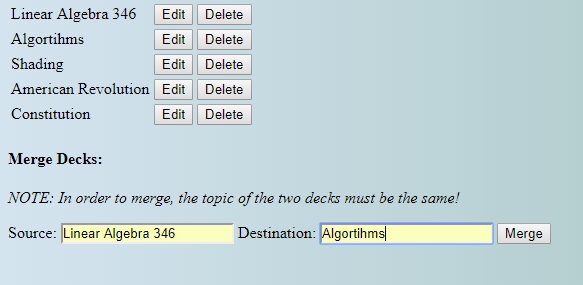 Linear Algebra 346 Edit Delete
Algortihms Edit Delete
Shading Edit Delete
American Revolution Edit Delete
Constitution Edit Delete
Merge Decks:
NOTE: In order to merge, the topic of the two decks must be the same!
Source: Linear Algebra 346 Destination: Algortihms Merge